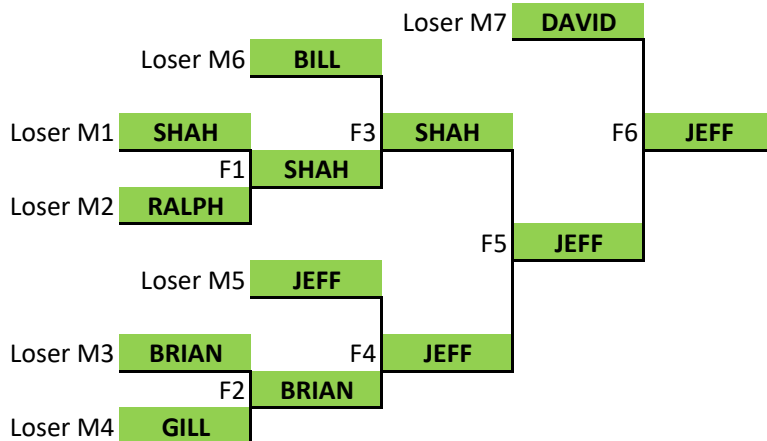 Loser M7 DAVID
Loser M6 BILL
Loser M1 SHAH F3 SHAH F6 JEFF
F1 SHAH
Loser M2 RALPH
F5 JEFF
Loser M5 JEFF
Loser M3 BRIAN F4 JEFF
F2 BRIAN
Loser M4 GILL